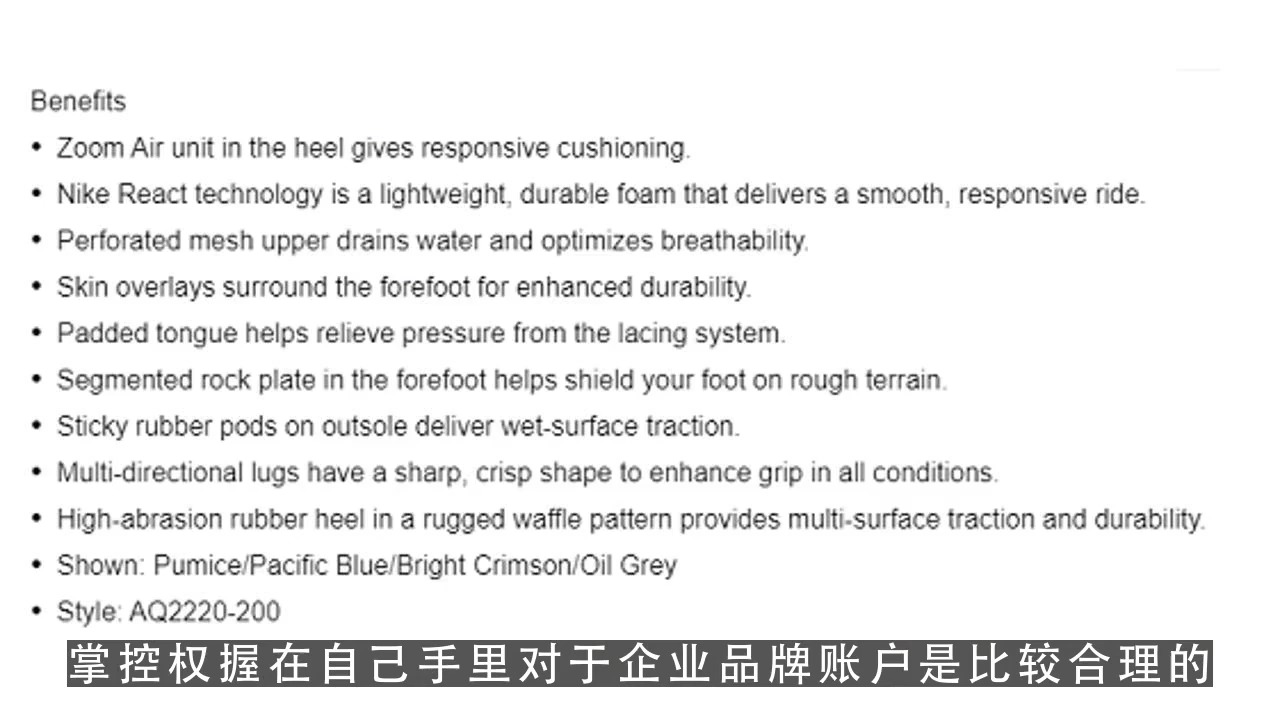 Benefits
• Zoom Air unit in the heel gives responsive cushioning.
• Nike React technology is a lightweight, durable foam that delivers a smooth, responsive ride.
• Perforated mesh upper drains water and optimizes breathability.
• Skin overlays surround the forefoot for enhanced durability.
• Padded tongue helps relieve pressure from the lacing system.
• Segmented rock plate in the forefoot helps shield your foot on rough terrain.
• Sticky rubber pods on outsole deliver wet-surface traction.
• Multi-directional lugs have a sharp, crisp shape to enhance grip in all conditions.
• High-abrasion rubber heel in a rugged waffle pattern provides multi-surface traction and durability.
• Shown: Pumice/Pacific Blue/Bright Crimson/Oil Grey
• Style: AQ2220-200
掌控权握在自己手里对于企业品牌账户是比较合理的